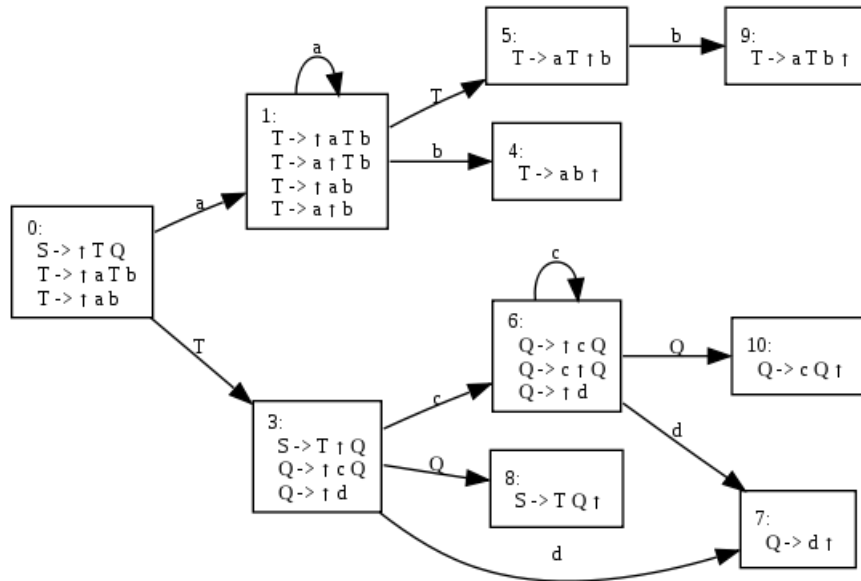 0:
S -> ↑ T Q
T -> ↑ a T b
T -> ↑ a b
a
T
1:
T -> ↑ a T b
T -> a ↑ T b
T -> ↑ a b
T -> a ↑ b
a
T
b
5:
T -> a T ↑ b
b
9:
T -> a T b ↑
4:
T -> a b ↑
3:
S -> T ↑ Q
Q -> ↑ c Q
Q -> ↑ d
c
Q
d
6:
Q -> ↑ c Q
Q -> c ↑ Q
Q -> ↑ d
c
Q
d
10:
Q -> c Q ↑
8:
S -> T Q ↑
7:
Q -> d ↑